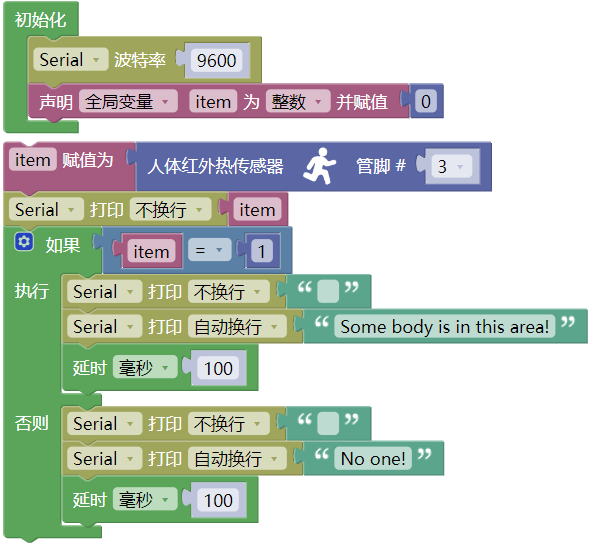 初始化
Serial 波特率 9600
声明 全局变量 item 为 整数 并赋值 0
item 赋值为 人体红外热传感器 管脚 # 3
Serial 打印 不换行 item
如果 item = 1
执行 Serial 打印 不换行 “ ”
Serial 打印 自动换行 “ Some body is in this area! ”
延时 毫秒 100
否则 Serial 打印 不换行 “ ”
Serial 打印 自动换行 “ No one! ”
延时 毫秒 100